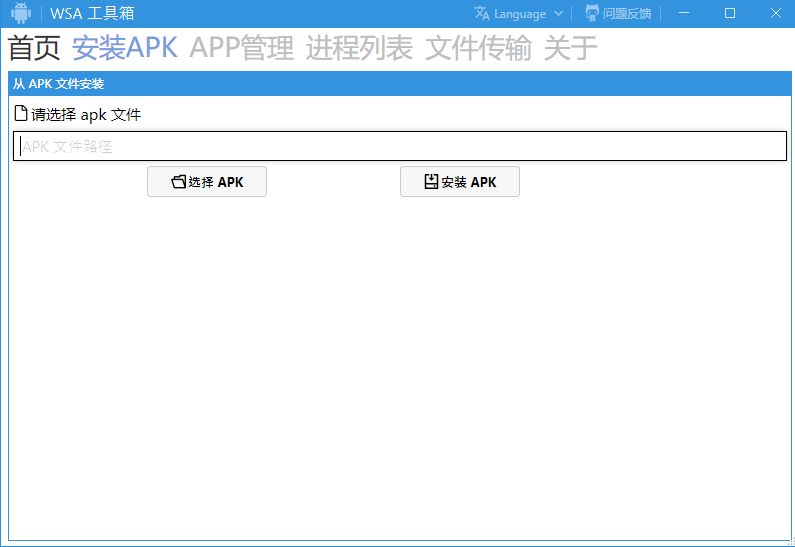 WSA 工具箱 Language 问题反馈
首页 安装APK APP管理 进程列表 文件传输 关于
从 APK 文件安装
请选择 apk 文件
APK 文件路径
选择 APK 安装 APK